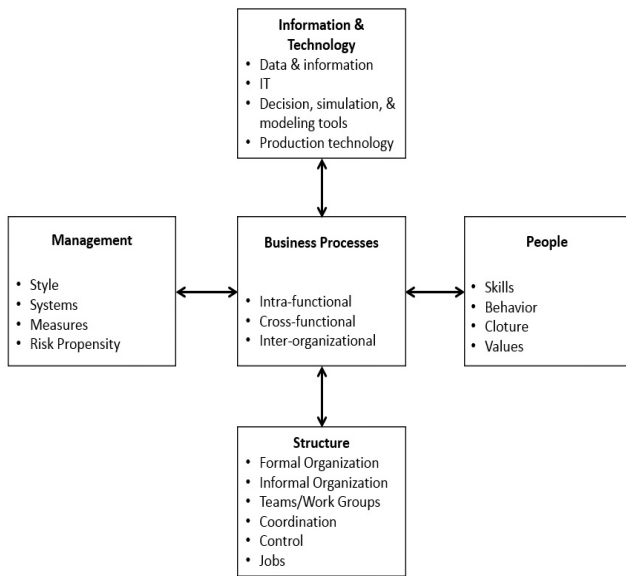 Information &
Technology
• Data & information
• IT
• Decision, simulation, &
modeling tools
• Production technology
Management
• Style
• Systems
• Measures
• Risk Propensity
Business Processes
• Intra-functional
• Cross-functional
• Inter-organizational
People
• Skills
• Behavior
• Cloture
• Values
Structure
• Formal Organization
• Informal Organization
• Teams/Work Groups
• Coordination
• Control
• Jobs